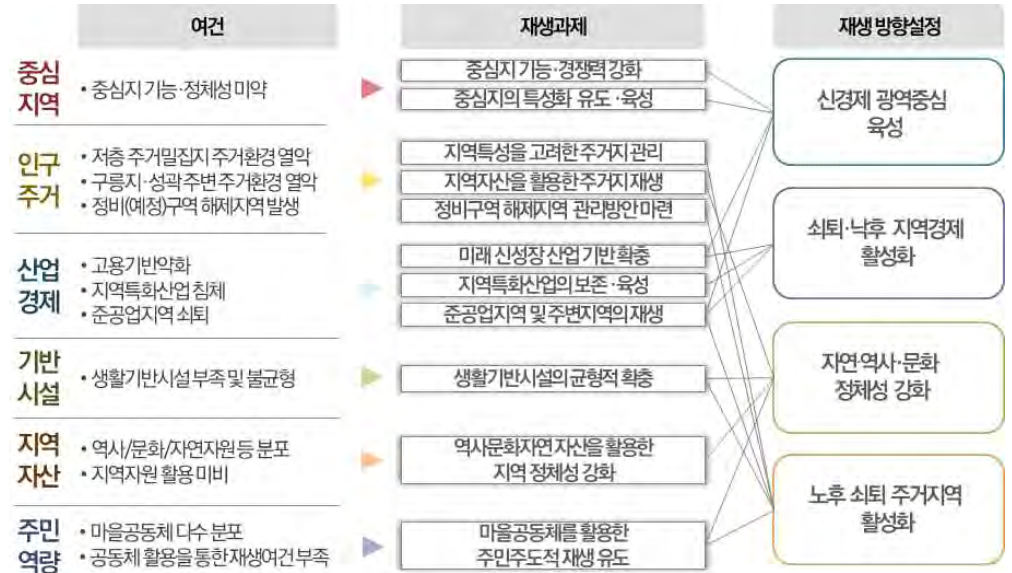 여건
재생과제
재생 방향설정
중심
지역
• 중심지 기능·정체성 미약
중심지 기능·경쟁력 강화
중심지의 특성화 유도·육성
인구
주거
• 저층 주거밀집지 주거환경 열악
• 구릉지·성곽 주변 주거환경 열악
• 정비(예정)구역 해제지역 발생
지역특성을 고려한 주거지 관리
지역자산을 활용한 주거지 재생
정비구역 해제지역 관리방안 마련
산업
경제
• 고용기반약화
• 지역특화산업 침체
• 준공업지역 쇠퇴
미래 신성장 산업 기반 확충
지역특화산업의 보존·육성
준공업지역 및 주변지역의 재생
기반
시설
• 생활기반시설 부족 및 불균형
생활기반시설의 균형적 확충
지역
자산
• 역사/문화/자연자원 등 분포
• 지역자원 활용 미비
역사문화자연 자산을 활용한
지역 정체성 강화
주민
역량
• 마을공동체 다수 분포
• 공동체 활용을 통한 재생여건 부족
마을공동체를 활용한
주민주도적 재생 유도
신경제 광역중심
육성
쇠퇴·낙후 지역경제
활성화
자연·역사·문화
정체성 강화
노후 쇠퇴 주거지역
활성화